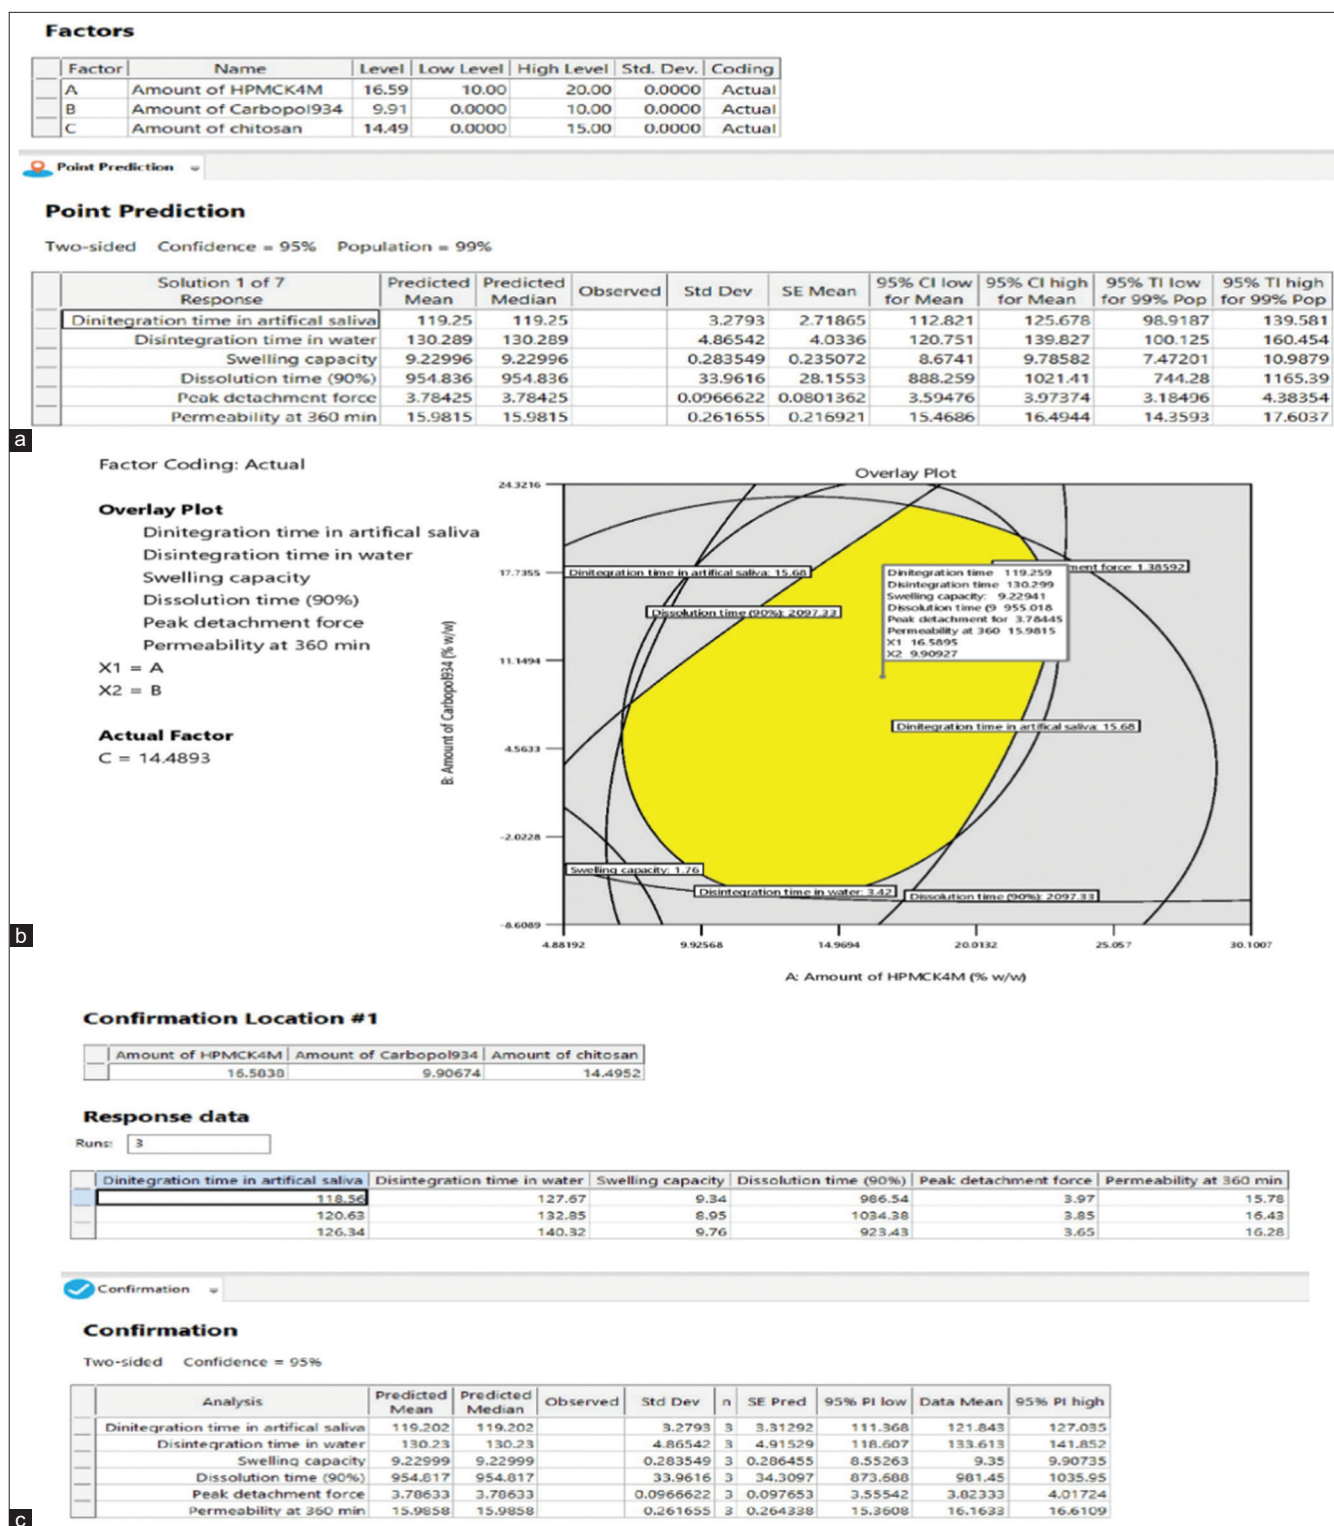 Factors
Factor Name Level Low Level High Level Std. Dev. Coding
A Amount of HPMCK4M 16.59 10.00 20.00 0.0000 Actual
B Amount of Carbopol934 9.91 0.0000 10.00 0.0000 Actual
C Amount of chitosan 14.49 0.0000 15.00 0.0000 Actual
Point Prediction
Point Prediction
Two-sided Confidence = 95% Population = 99%
Solution 1 of 7 Predicted Predicted Observed Std Dev SE Mean 95% CI low 95% CI high 95% TI low 95% TI high
Response Mean Median for Mean for Mean for 99% Pop for 99% Pop
Dinitegration time in artifical saliva 119.25 119.25 3.2793 2.71865 112.821 125.678 98.9187 139.581
Disintegration time in water 130.289 130.289 4.86542 4.0336 120.751 139.827 100.125 160.454
Swelling capacity 9.22996 9.22996 0.283549 0.235072 8.6741 9.78582 7.47201 10.9879
Dissolution time (90%) 954.836 954.836 33.9616 28.1553 888.259 1021.41 744.28 1165.39
Peak detachment force 3.78425 3.78425 0.0966622 0.0801362 3.59476 3.97374 3.18496 4.38354
Permeability at 360 min 15.9815 15.9815 0.261655 0.216921 15.4686 16.4944 14.3593 17.6037
a
Factor Coding: Actual
Overlay Plot
Dinitegration time in artifical saliva
Disintegration time in water
Swelling capacity
Dissolution time (90%)
Peak detachment force
Permeability at 360 min
X1 = A
X2 = B
Actual Factor
C = 14.4893
Overlay Plot
B: Amount of Carbopol934 (% w/w)
24.3216
17.7355
11.1494
4.5633
-2.0228
-8.6089
Dinitegration time in artifical saliva: 15.68
ment force 1.38592
Dissolution time (90%): 2097.33
Dinitegration time 119.259
Disintegration time 130.299
Swelling capacity: 9.22941
Dissolution time (9 955.018
Peak detachment for 3.78445
Permeability at 360 15.9815
X1 16.5895
X2 9.90927
Dinitegration time in artifical saliva: 15.68
Swelling capacity: 1.76
Disintegration time in water: 3.42
Dissolution time (90%): 2097.33
4.88192 9.92568 14.9694 20.0132 25.057 30.1007
A: Amount of HPMCK4M (% w/w)
b
Confirmation Location #1
Amount of HPMCK4M Amount of Carbopol934 Amount of chitosan
16.5838 9.90674 14.4952
Response data
Runs: 3
Dinitegration time in artifical saliva Disintegration time in water Swelling capacity Dissolution time (90%) Peak detachment force Permeability at 360 min
118.56 127.67 9.34 986.54 3.97 15.78
120.63 132.85 8.95 1034.38 3.85 16.43
126.34 140.32 9.76 923.43 3.65 16.28
Confirmation
Confirmation
Two-sided Confidence = 95%
Analysis Predicted Predicted Observed Std Dev n SE Pred 95% PI low Data Mean 95% PI high
Mean Median
Dinitegration time in artifical saliva 119.202 119.202 3.2793 3 3.31292 111.368 121.843 127.035
Disintegration time in water 130.23 130.23 4.86542 3 4.91529 118.607 133.613 141.852
Swelling capacity 9.22999 9.22999 0.283549 3 0.286455 8.55263 9.35 9.90735
Dissolution time (90%) 954.817 954.817 33.9616 3 34.3097 873.688 981.45 1035.95
Peak detachment force 3.78633 3.78633 0.0966622 3 0.097653 3.55542 3.82333 4.01724
Permeability at 360 min 15.9858 15.9858 0.261655 3 0.264338 15.3608 16.1633 16.6109
c